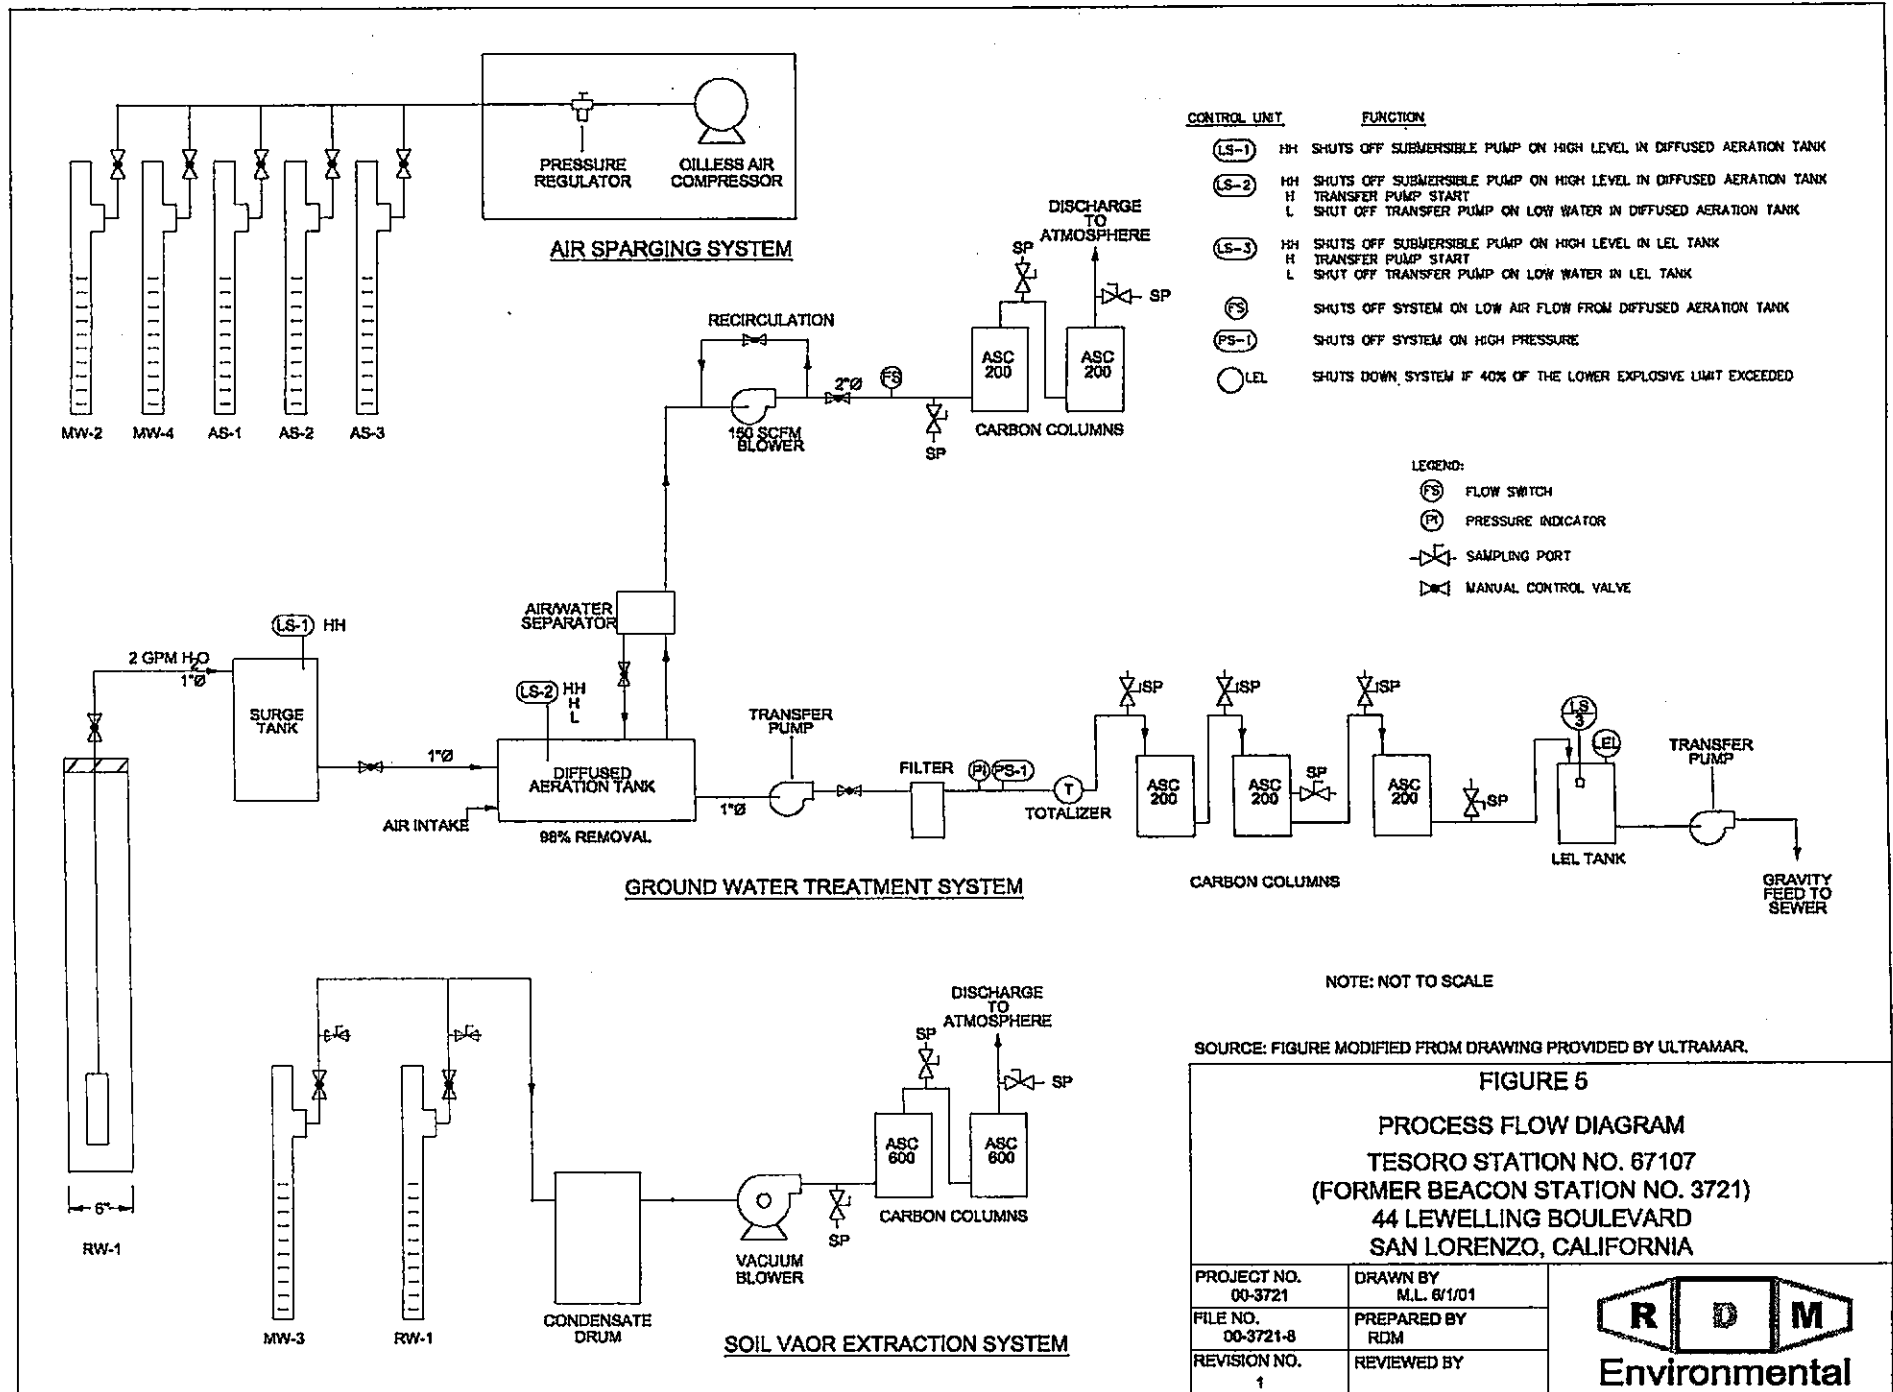 PRESSURE
REGULATOR
OILLESS AIR
COMPRESSOR
AIR SPARGING SYSTEM
MW-2
MW-4
AS-1
AS-2
AS-3
CONTROL UNIT
FUNCTION
LS-1 HH SHUTS OFF SUBMERSIBLE PUMP ON HIGH LEVEL IN DIFFUSED AERATION TANK
LS-2 HH SHUTS OFF SUBMERSIBLE PUMP ON HIGH LEVEL IN DIFFUSED AERATION TANK
H TRANSFER PUMP START
L SHUT OFF TRANSFER PUMP ON LOW WATER IN DIFFUSED AERATION TANK
LS-3 HH SHUTS OFF SUBMERSIBLE PUMP ON HIGH LEVEL IN LEL TANK
H TRANSFER PUMP START
L SHUT OFF TRANSFER PUMP ON LOW WATER IN LEL TANK
FS SHUTS OFF SYSTEM ON LOW AIR FLOW FROM DIFFUSED AERATION TANK
PS-1 SHUTS OFF SYSTEM ON HIGH PRESSURE
LEL SHUTS DOWN SYSTEM IF 40% OF THE LOWER EXPLOSIVE LIMIT EXCEEDED
LEGEND:
FS FLOW SWITCH
PI PRESSURE INDICATOR
SAMPLING PORT
MANUAL CONTROL VALVE
DISCHARGE
TO
ATMOSPHERE
SP
SP
RECIRCULATION
2"Ø
FS
SP
150 SCFM
BLOWER
ASC
200
ASC
200
CARBON COLUMNS
AIR/WATER
SEPARATOR
LS-1 HH
2 GPM H2O
1"Ø
SURGE
TANK
LS-2 HH
H
L
1"Ø
DIFFUSED
AERATION TANK
AIR INTAKE
98% REMOVAL
TRANSFER
PUMP
1"Ø
FILTER
PI
PS-1
T
TOTALIZER
SP
SP
SP
ASC
200
ASC
200
SP
ASC
200
SP
CARBON COLUMNS
LS
3
LEL
LEL TANK
TRANSFER
PUMP
GRAVITY
FEED TO
SEWER
GROUND WATER TREATMENT SYSTEM
6"
RW-1
MW-3
RW-1
CONDENSATE
DRUM
VACUUM
BLOWER
SP
SP
DISCHARGE
TO
ATMOSPHERE
SP
ASC
600
ASC
600
CARBON COLUMNS
SOIL VAOR EXTRACTION SYSTEM
NOTE: NOT TO SCALE
SOURCE: FIGURE MODIFIED FROM DRAWING PROVIDED BY ULTRAMAR.
FIGURE 5
PROCESS FLOW DIAGRAM
TESORO STATION NO. 67107
(FORMER BEACON STATION NO. 3721)
44 LEWELLING BOULEVARD
SAN LORENZO, CALIFORNIA
PROJECT NO.
00-3721
DRAWN BY
M.L. 6/1/01
FILE NO.
00-3721-8
PREPARED BY
RDM
REVISION NO.
1
REVIEWED BY
R D M
Environmental